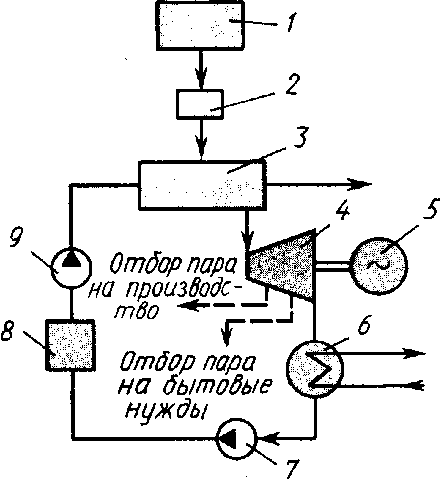 1
2
3
4
5
9
Отбор пара
на производс-
тво
8
6
Отбор пара
на бытовые
нужды
7